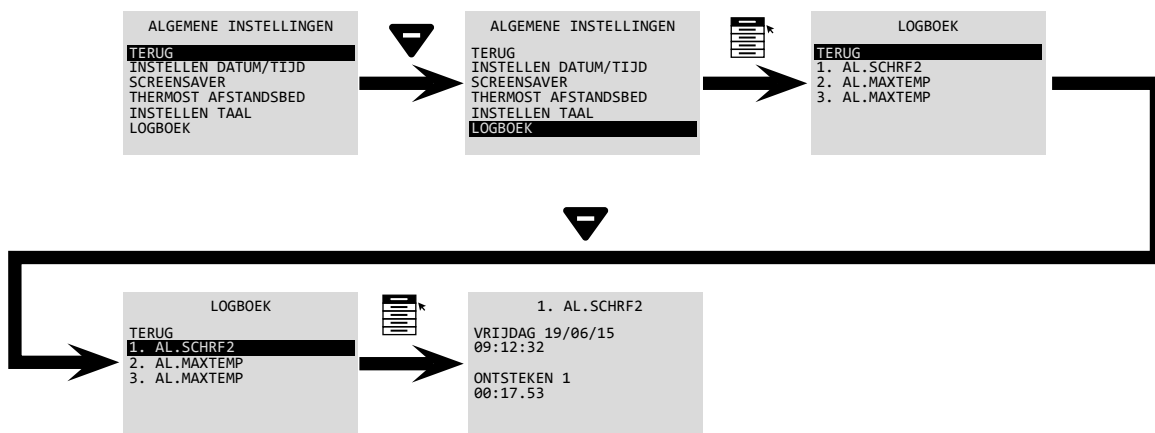 ALGEMENE INSTELLINGEN
TERUG
INSTELLEN DATUM/TIJD
SCREENSAVER
THERMOST AFSTANDSBED
INSTELLEN TAAL
LOGBOEK
ALGEMENE INSTELLINGEN
TERUG
INSTELLEN DATUM/TIJD
SCREENSAVER
THERMOST AFSTANDSBED
INSTELLEN TAAL
LOGBOEK
LOGBOEK
TERUG
1. AL.SCHRF2
2. AL.MAXTEMP
3. AL.MAXTEMP
LOGBOEK
TERUG
1. AL.SCHRF2
2. AL.MAXTEMP
3. AL.MAXTEMP
1. AL.SCHRF2
VRIJDAG 19/06/15
09:12:32
ONTSTEKEN 1
00:17.53